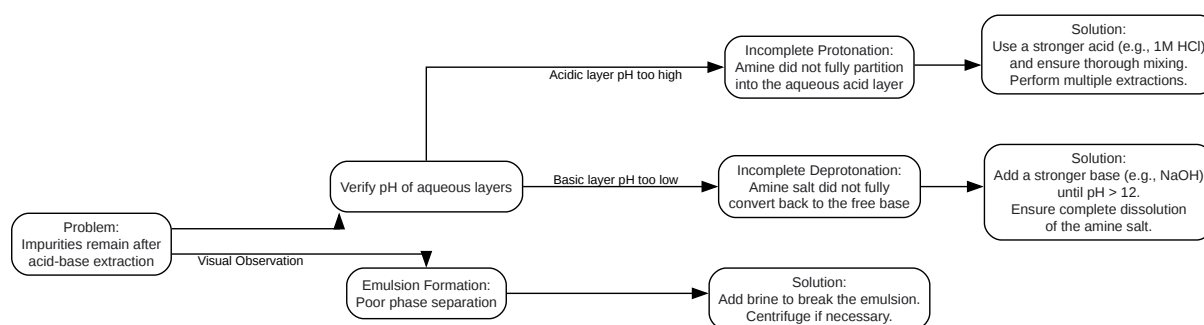 Problem:
Impurities remain after
acid-base extraction
Visual Observation
Verify pH of aqueous layers
Emulsion Formation:
Poor phase separation
Acidic layer pH too high
Basic layer pH too low
Incomplete Protonation:
Amine did not fully partition
into the aqueous acid layer
Incomplete Deprotonation:
Amine salt did not fully
convert back to the free base
Solution:
Add brine to break the emulsion.
Centrifuge if necessary.
Solution:
Use a stronger acid (e.g., 1M HCl)
and ensure thorough mixing.
Perform multiple extractions.
Solution:
Add a stronger base (e.g., NaOH)
until pH > 12.
Ensure complete dissolution
of the amine salt.